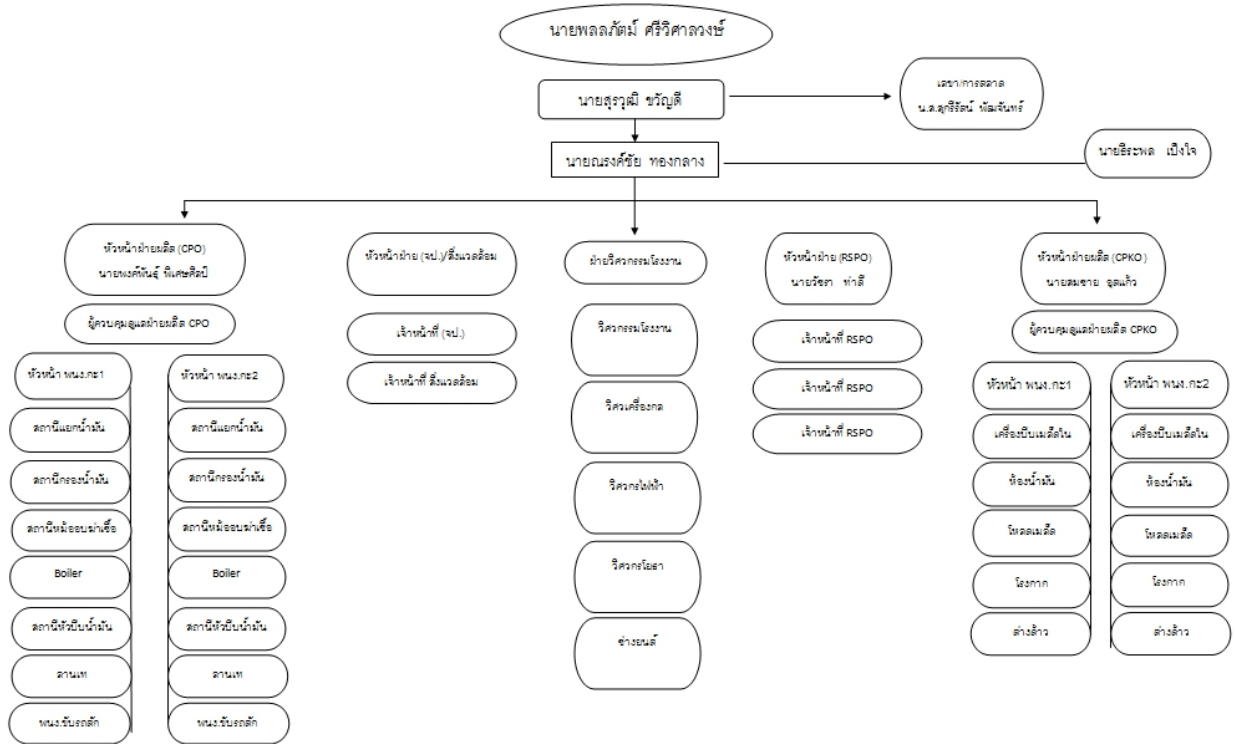 นายพลลภัตม์ ศรีวิศาลวงษ์
นายสุรวุฒิ ขวัญดี
เลขา/การตลาด
น.ส.สุภรีรัตน์ พัฒจันทร์
นายณรงค์ชัย ทองกลาง
นายธีระพล เป็งใจ
หัวหน้าฝ่ายผลิต (CPO)
นายพงค์พันธุ์ พิเศษศิลป์
หัวหน้าฝ่าย (จป.)/สิ่งแวดล้อม
ฝ่ายวิศวกรรมโรงงาน
หัวหน้าฝ่าย (RSPO)
นายวัชรา ท่าดี
หัวหน้าฝ่ายผลิต (CPKO)
นายสมชาย อุดแก้ว
ผู้ควบคุมดูแลฝ่ายผลิต CPO
เจ้าหน้าที่ (จป.)
เจ้าหน้าที่ สิ่งแวดล้อม
วิศวกรรมโรงงาน
วิศวเครื่องกล
วิศวกรไฟฟ้า
วิศวกรโยธา
ช่างยนต์
เจ้าหน้าที่ RSPO
เจ้าหน้าที่ RSPO
เจ้าหน้าที่ RSPO
ผู้ควบคุมดูแลฝ่ายผลิต CPKO
หัวหน้า พนง.กะ1
สถานีแยกน้ำมัน
สถานีกรองน้ำมัน
สถานีหม้ออบฆ่าเชื้อ
Boiler
สถานีหัวบีบน้ำมัน
ลานเท
พนง.ขับรถตัก
หัวหน้า พนง.กะ2
สถานีแยกน้ำมัน
สถานีกรองน้ำมัน
สถานีหม้ออบฆ่าเชื้อ
Boiler
สถานีหัวบีบน้ำมัน
ลานเท
พนง.ขับรถตัก
หัวหน้า พนง.กะ1
เครื่องบีบเมล็ดใน
ห้องน้ำมัน
โหลดเมล็ด
โรงกาก
ต่างด้าว
หัวหน้า พนง.กะ2
เครื่องบีบเมล็ดใน
ห้องน้ำมัน
โหลดเมล็ด
โรงกาก
ต่างด้าว